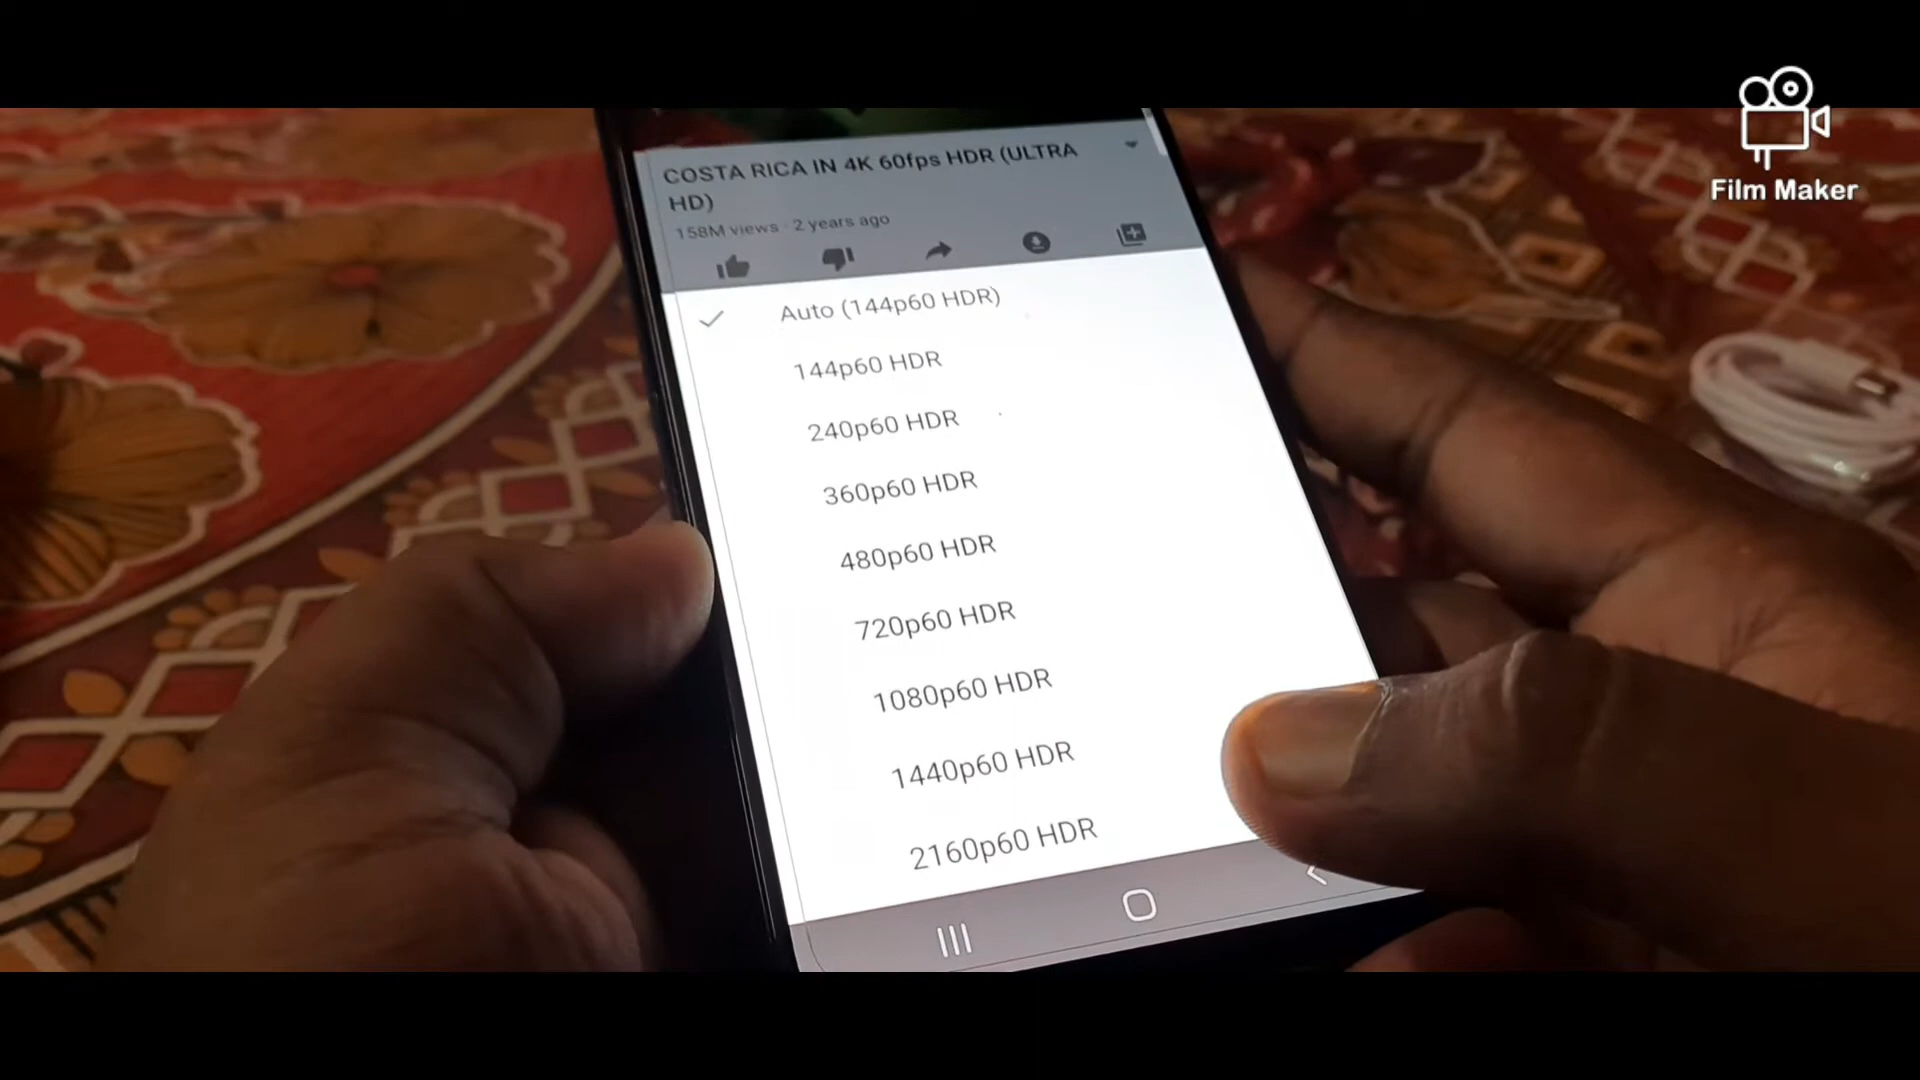 Film Maker
COSTA RICA IN 4K 60fps HDR (ULTRA
HD)
158M views · 2 years ago
Auto (144p60 HDR)
144p60 HDR
240p60 HDR
360p60 HDR
480p60 HDR
720p60 HDR
1080p60 HDR
1440p60 HDR
2160p60 HDR